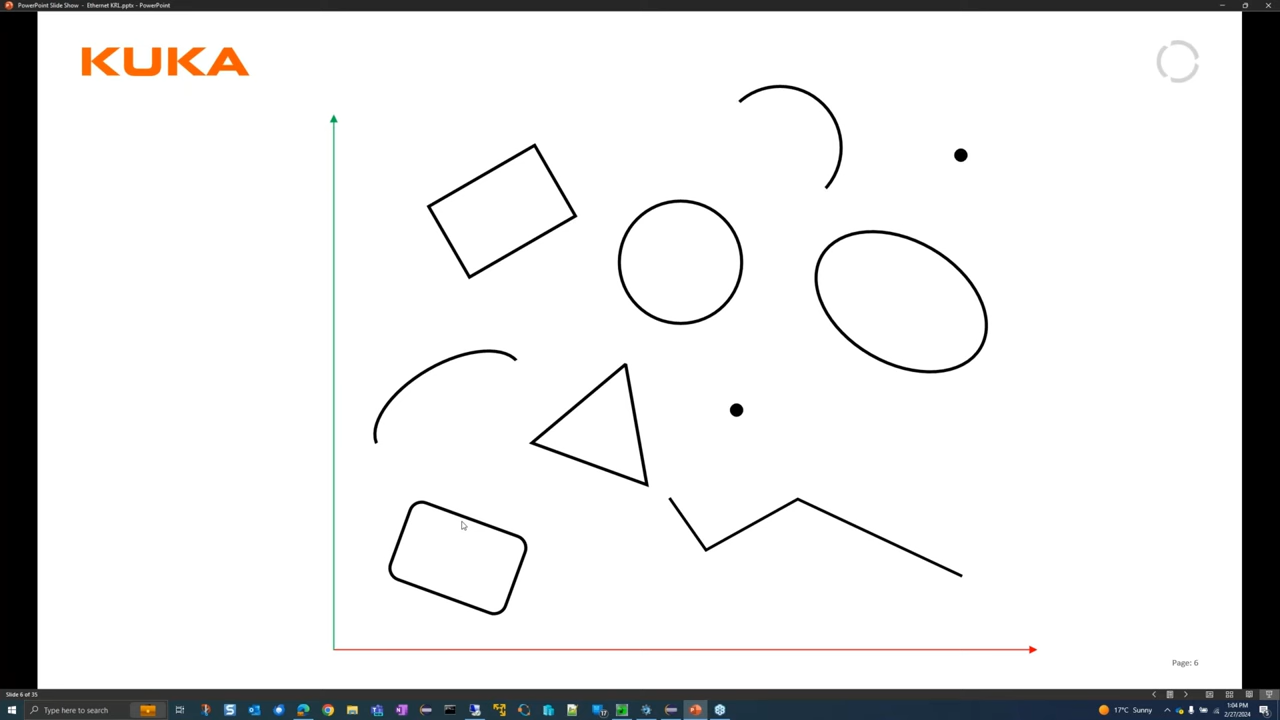 PowerPoint Slide Show - Ethernet KRL.pptx - PowerPoint
KUKA
Page: 6
Slide 6 of 35
Type here to search
17°C Sunny
1:04 PM
2/27/2024